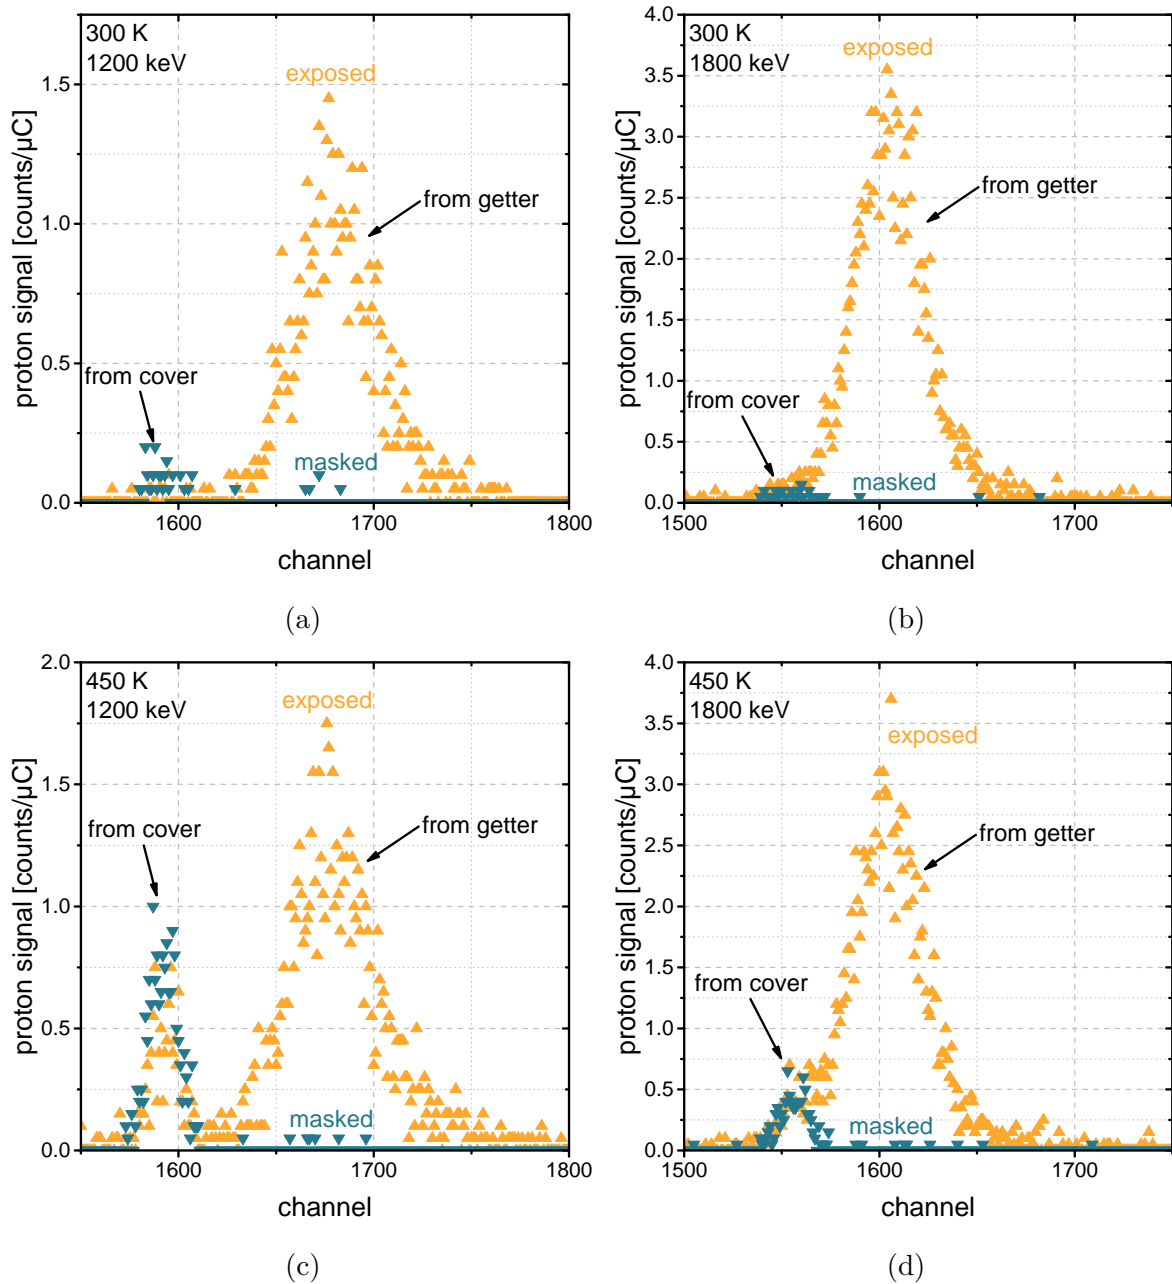 300 K
1200 keV
exposed
from getter
from cover
masked
proton signal [counts/µC]
0.0
0.5
1.0
1.5
1600
1700
1800
channel
(a)
300 K
1800 keV
exposed
from getter
from cover
masked
proton signal [counts/µC]
0.0
0.5
1.0
1.5
2.0
2.5
3.0
3.5
4.0
1500
1600
1700
channel
(b)
450 K
1200 keV
exposed
from getter
from cover
masked
proton signal [counts/µC]
0.0
0.5
1.0
1.5
2.0
1600
1700
1800
channel
(c)
450 K
1800 keV
exposed
from getter
from cover
masked
proton signal [counts/µC]
0.0
0.5
1.0
1.5
2.0
2.5
3.0
3.5
4.0
1500
1600
1700
channel
(d)